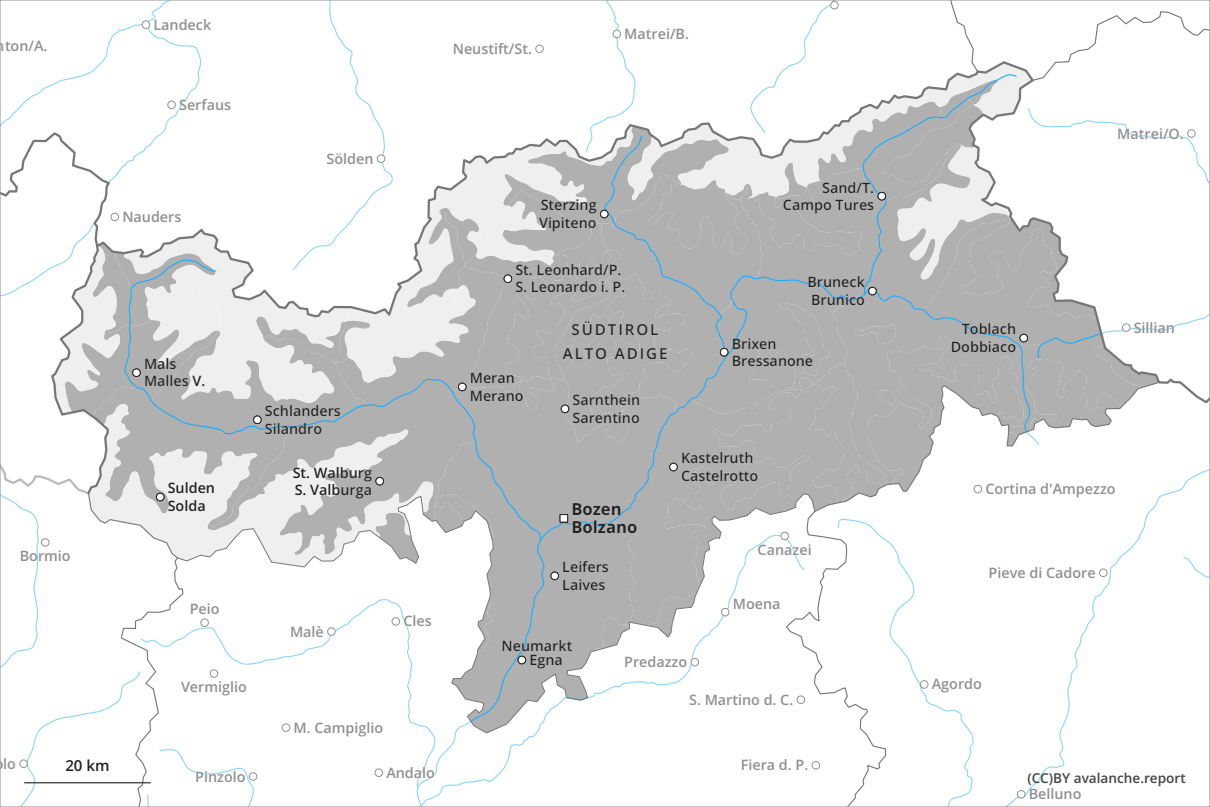 Landeck
nton/A.
Neustift/St.
Matrei/B.
Serfaus
Matrei/O.
Sölden
Sand/T.
Campo Tures
Sterzing
Vipiteno
Nauders
St. Leonhard/P.
S. Leonardo i. P.
Bruneck
Brunico
SÜDTIROL
ALTO ADIGE
Toblach
Dobbiaco
Sillian
Brixen
Bressanone
Mals
Malles V.
Meran
Merano
Sarnthein
Sarentino
Schlanders
Silandro
Kastelruth
Castelrotto
St. Walburg
S. Valburga
Sulden
Solda
Cortina d'Ampezzo
Bozen
Bolzano
Bormio
Canazei
Leifers
Laives
Pieve di Cadore
Peio
Moena
Cles
Malè
Neumarkt
Egna
Predazzo
Vermiglio
Agordo
S. Martino d. C.
M. Campiglio
olo
20 km
Fiera d. P.
Pinzolo
Andalo
(CC)BY avalanche.report
Belluno